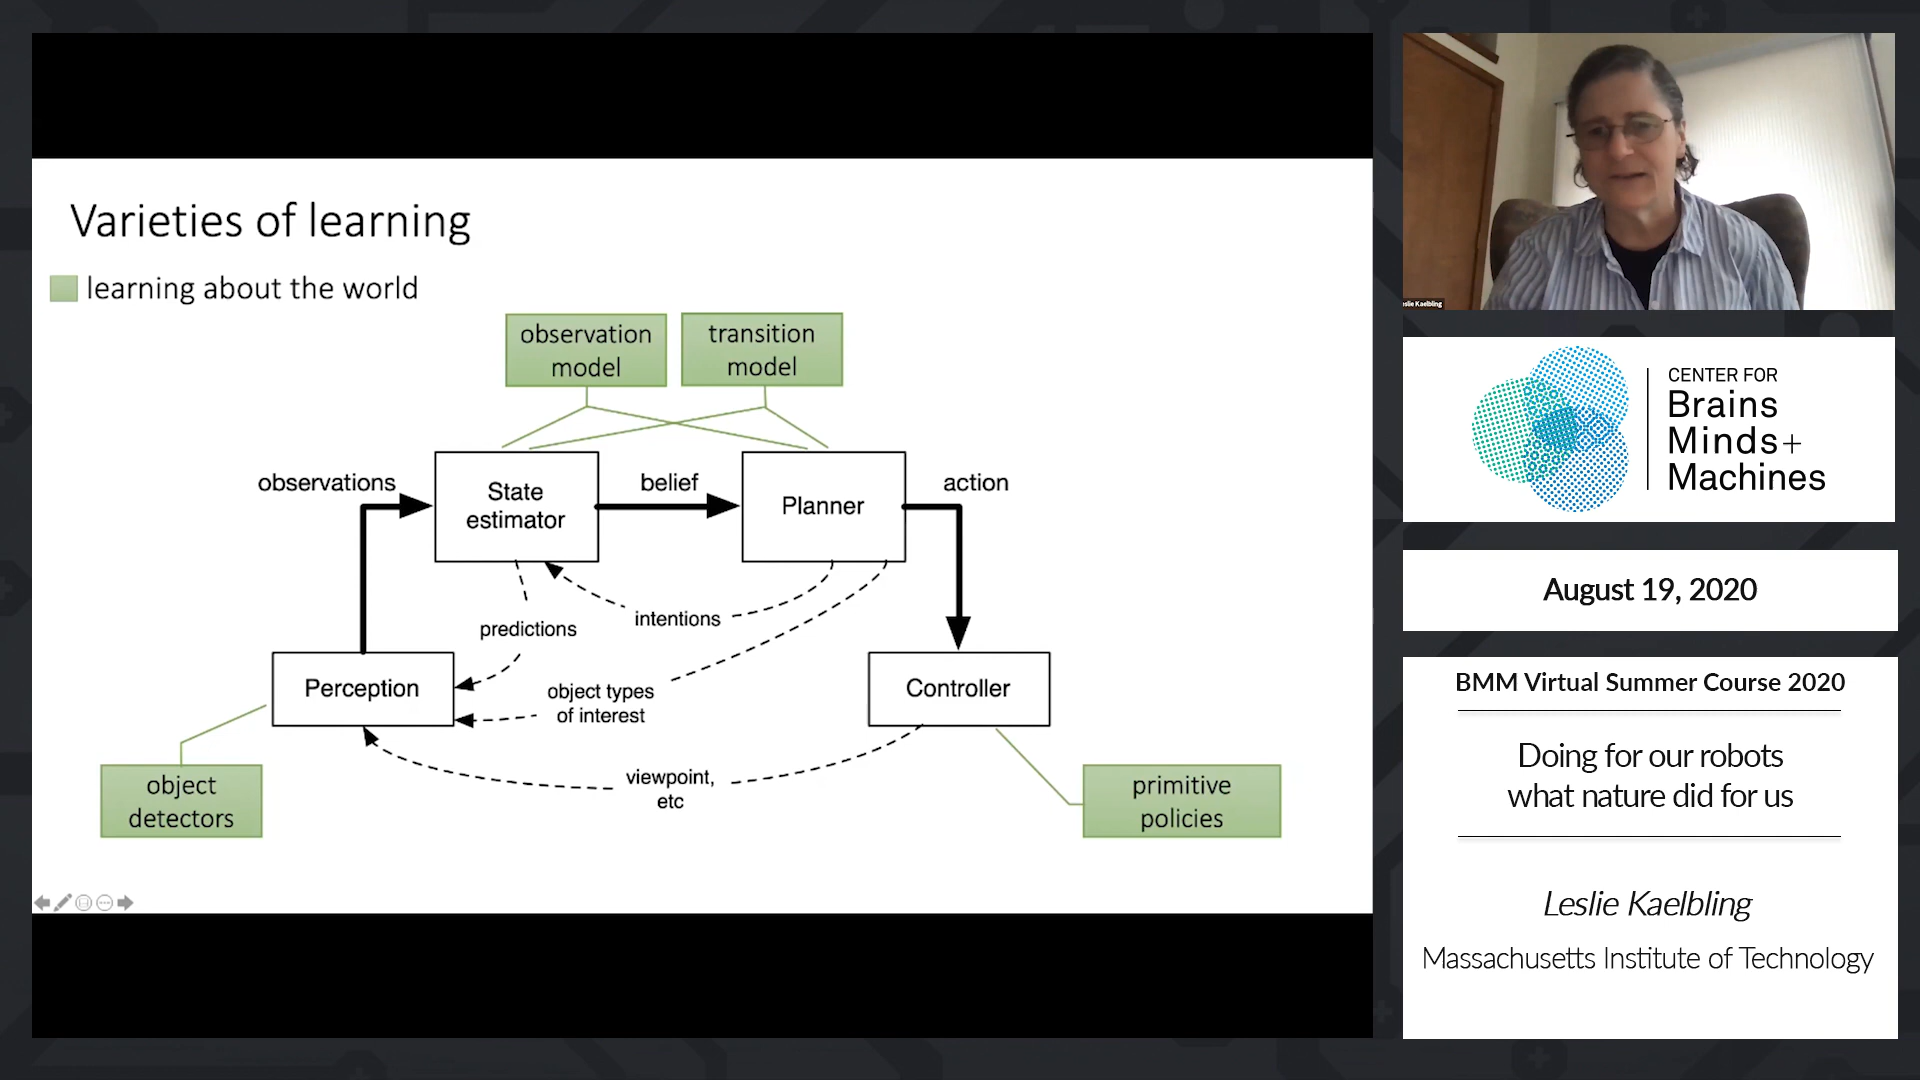 Varieties of learning
learning about the world
observation
model
transition
model
observations
State
estimator
belief
Planner
action
predictions
intentions
Perception
object types
of interest
Controller
viewpoint,
etc
object
detectors
primitive
policies
eslie Kaelbling
CENTER FOR
Brains
Minds+
Machines
August 19, 2020
BMM Virtual Summer Course 2020
Doing for our robots
what nature did for us
Leslie Kaelbling
Massachusetts Institute of Technology